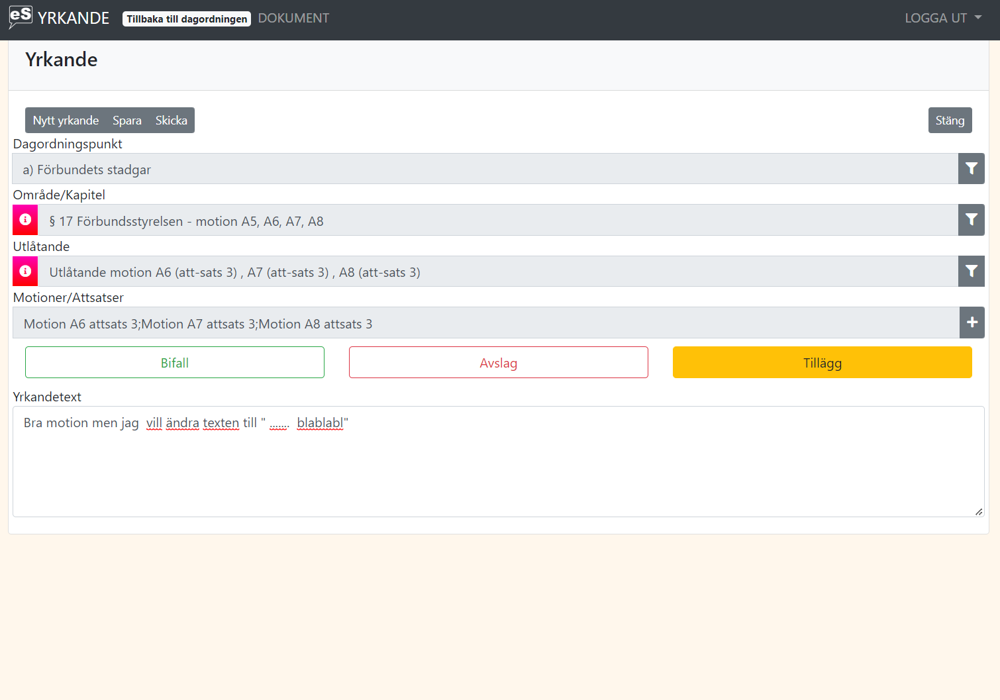 eS YRKANDE Tillbaka till dagordningen DOKUMENT LOGGA UT
Yrkande
Nytt yrkande Spara Skicka Stäng
Dagordningspunkt
a) Förbundets stadgar
Område/Kapitel
§ 17 Förbundsstyrelsen - motion A5, A6, A7, A8
Utlåtande
Utlåtande motion A6 (att-sats 3) , A7 (att-sats 3) , A8 (att-sats 3)
Motioner/Attsatser
Motion A6 attsats 3;Motion A7 attsats 3;Motion A8 attsats 3
Bifall Avslag Tillägg
Yrkandetext
Bra motion men jag  vill ändra texten till " .......  blablabl"